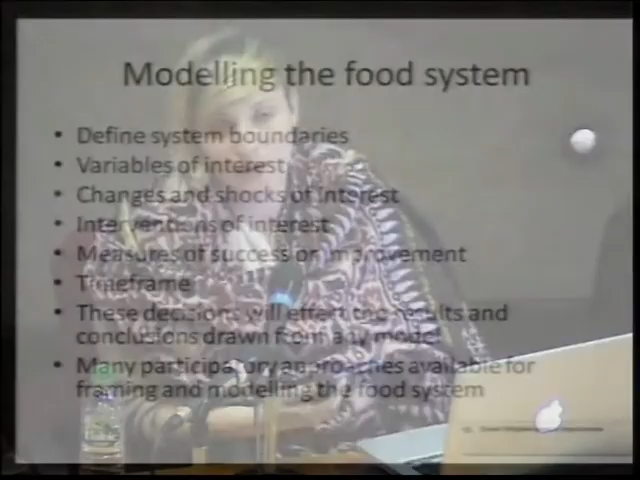 Modelling the food system
• Define system boundaries
• Variables of interest
• Changes and shocks of interest
• Interventions of interest
• Measures of success or improvement
• Timeframe
• These decisions will effect the results and
conclusions drawn from any model
• Many participatory approaches available for
framing and modelling the food system